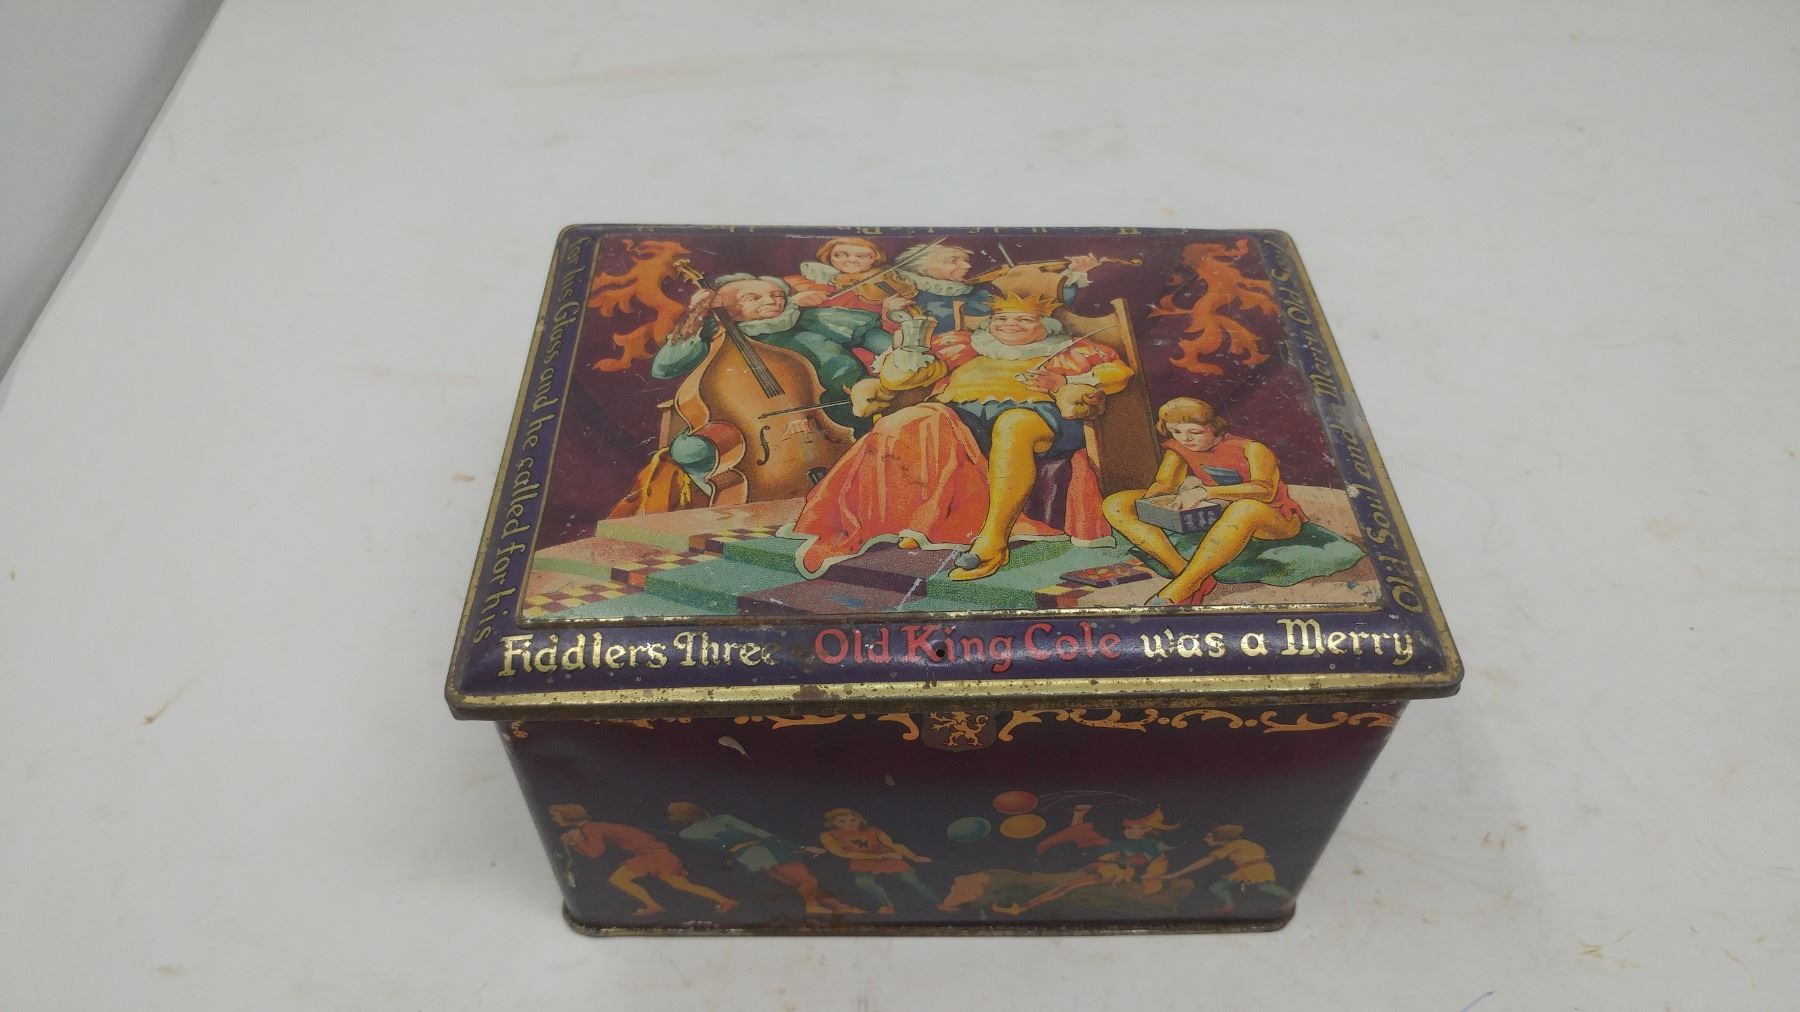 Fiddlers Three Old King Cole was a Merry
Old Soul and a Merry Old Soul
for his Glass and he called for his